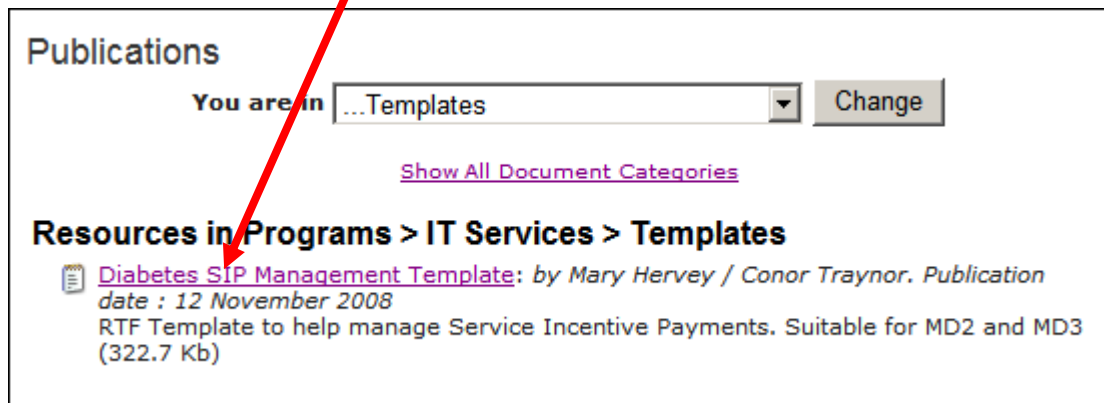 Publications
You are in ...Templates Change
Show All Document Categories
Resources in Programs > IT Services > Templates
Diabetes SIP Management Template: by Mary Hervey / Conor Traynor. Publication
date : 12 November 2008
RTF Template to help manage Service Incentive Payments. Suitable for MD2 and MD3
(322.7 Kb)